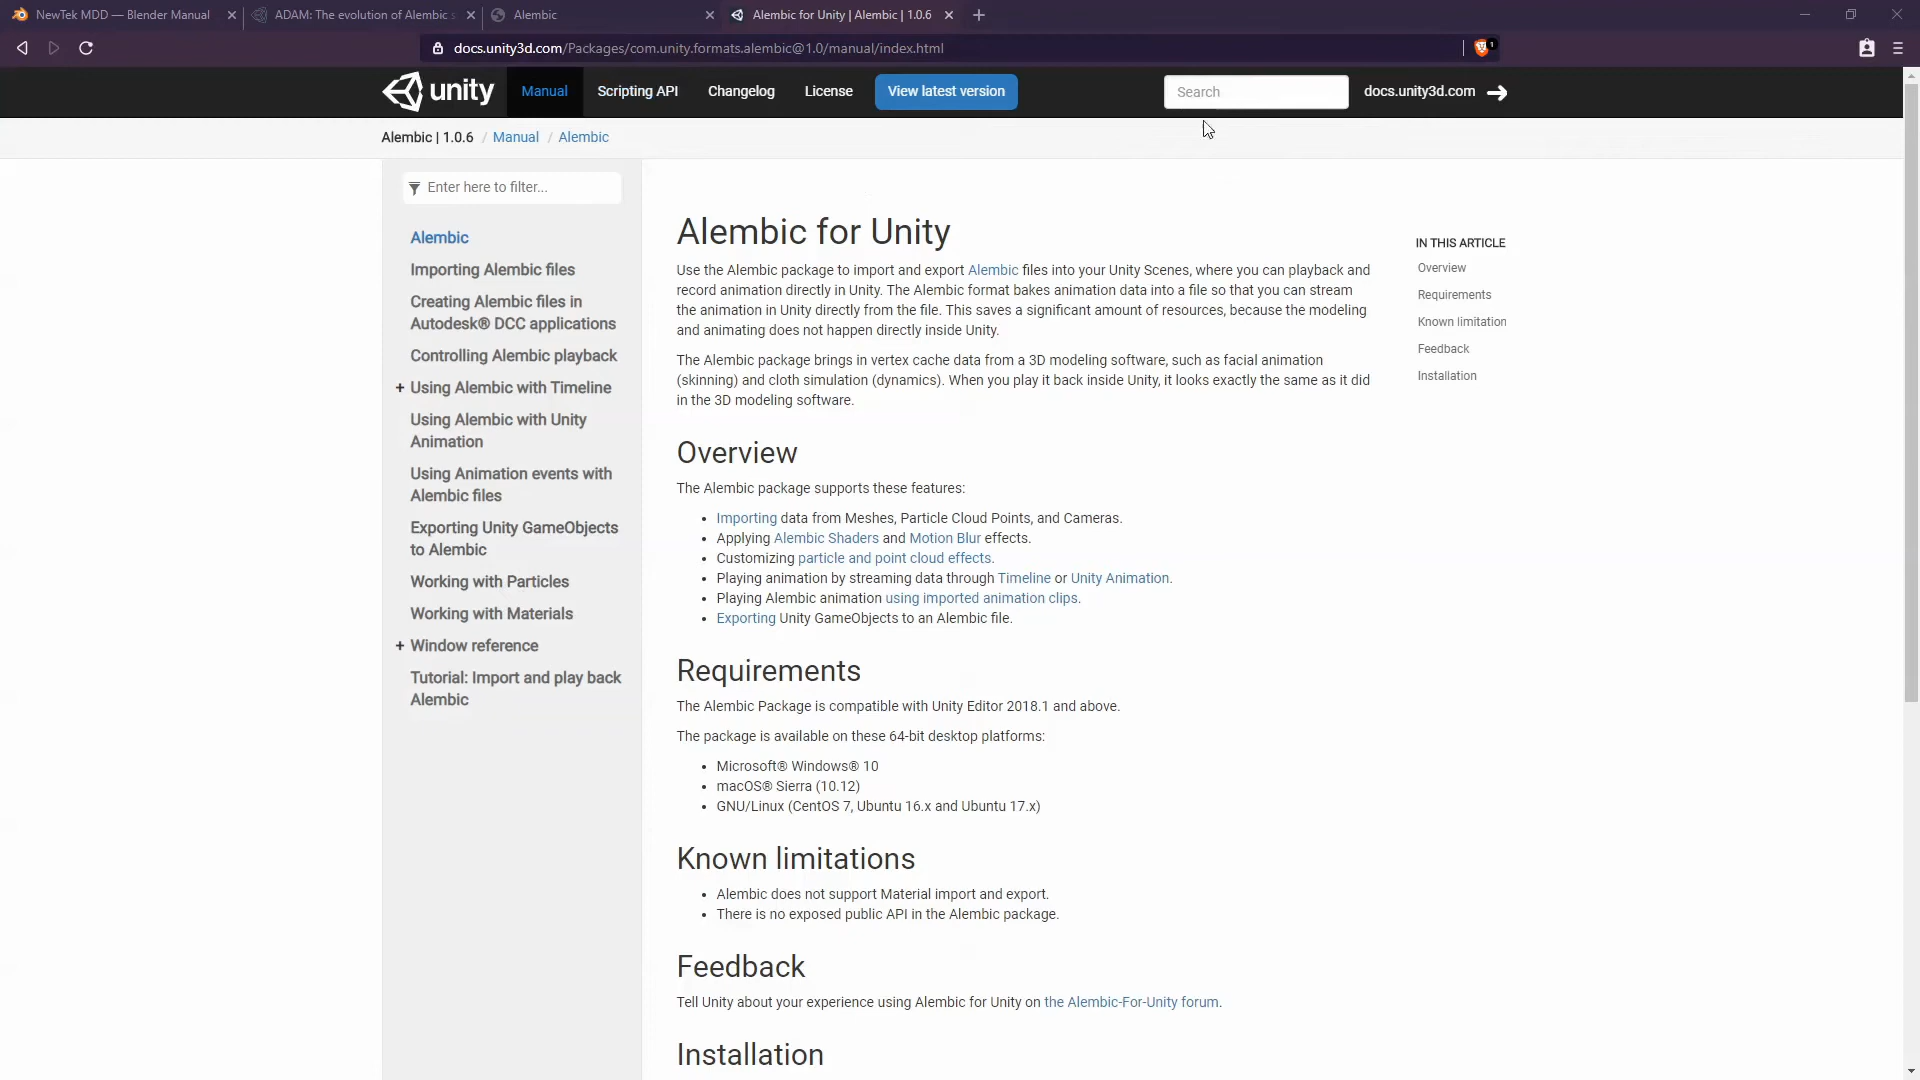 NewTek MDD — Blender Manual
ADAM: The evolution of Alembic
Alembic
Alembic for Unity | Alembic | 1.0.6
docs.unity3d.com/Packages/com.unity.formats.alembic@1.0/manual/index.html
1
unity
Manual
Scripting API
Changelog
License
View latest version
Search
docs.unity3d.com
Alembic | 1.0.6 / Manual / Alembic
Enter here to filter...
Alembic
Importing Alembic files
Creating Alembic files in
Autodesk® DCC applications
Controlling Alembic playback
+ Using Alembic with Timeline
Using Alembic with Unity
Animation
Using Animation events with
Alembic files
Exporting Unity GameObjects
to Alembic
Working with Particles
Working with Materials
+ Window reference
Tutorial: Import and play back
Alembic
Alembic for Unity
Use the Alembic package to import and export Alembic files into your Unity Scenes, where you can playback and
record animation directly in Unity. The Alembic format bakes animation data into a file so that you can stream
the animation in Unity directly from the file. This saves a significant amount of resources, because the modeling
and animating does not happen directly inside Unity.
The Alembic package brings in vertex cache data from a 3D modeling software, such as facial animation
(skinning) and cloth simulation (dynamics). When you play it back inside Unity, it looks exactly the same as it did
in the 3D modeling software.
Overview
The Alembic package supports these features:
• Importing data from Meshes, Particle Cloud Points, and Cameras.
• Applying Alembic Shaders and Motion Blur effects.
• Customizing particle and point cloud effects.
• Playing animation by streaming data through Timeline or Unity Animation.
• Playing Alembic animation using imported animation clips.
• Exporting Unity GameObjects to an Alembic file.
Requirements
The Alembic Package is compatible with Unity Editor 2018.1 and above.
The package is available on these 64-bit desktop platforms:
• Microsoft® Windows® 10
• macOS® Sierra (10.12)
• GNU/Linux (CentOS 7, Ubuntu 16.x and Ubuntu 17.x)
Known limitations
• Alembic does not support Material import and export.
• There is no exposed public API in the Alembic package.
Feedback
Tell Unity about your experience using Alembic for Unity on the Alembic-For-Unity forum.
Installation
IN THIS ARTICLE
Overview
Requirements
Known limitation
Feedback
Installation